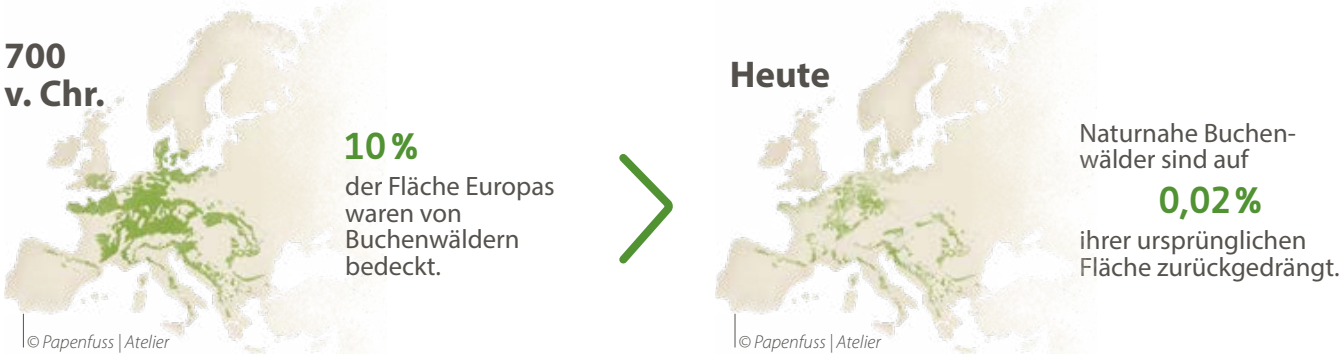 700
v. Chr.
10 %
der Fläche Europas
waren von
Buchenwäldern
bedeckt.
© Papenfuss | Atelier
Heute
Naturnahe Buchen-
wälder sind auf
0,02 %
ihrer ursprünglichen
Fläche zurückgedrängt.
© Papenfuss | Atelier